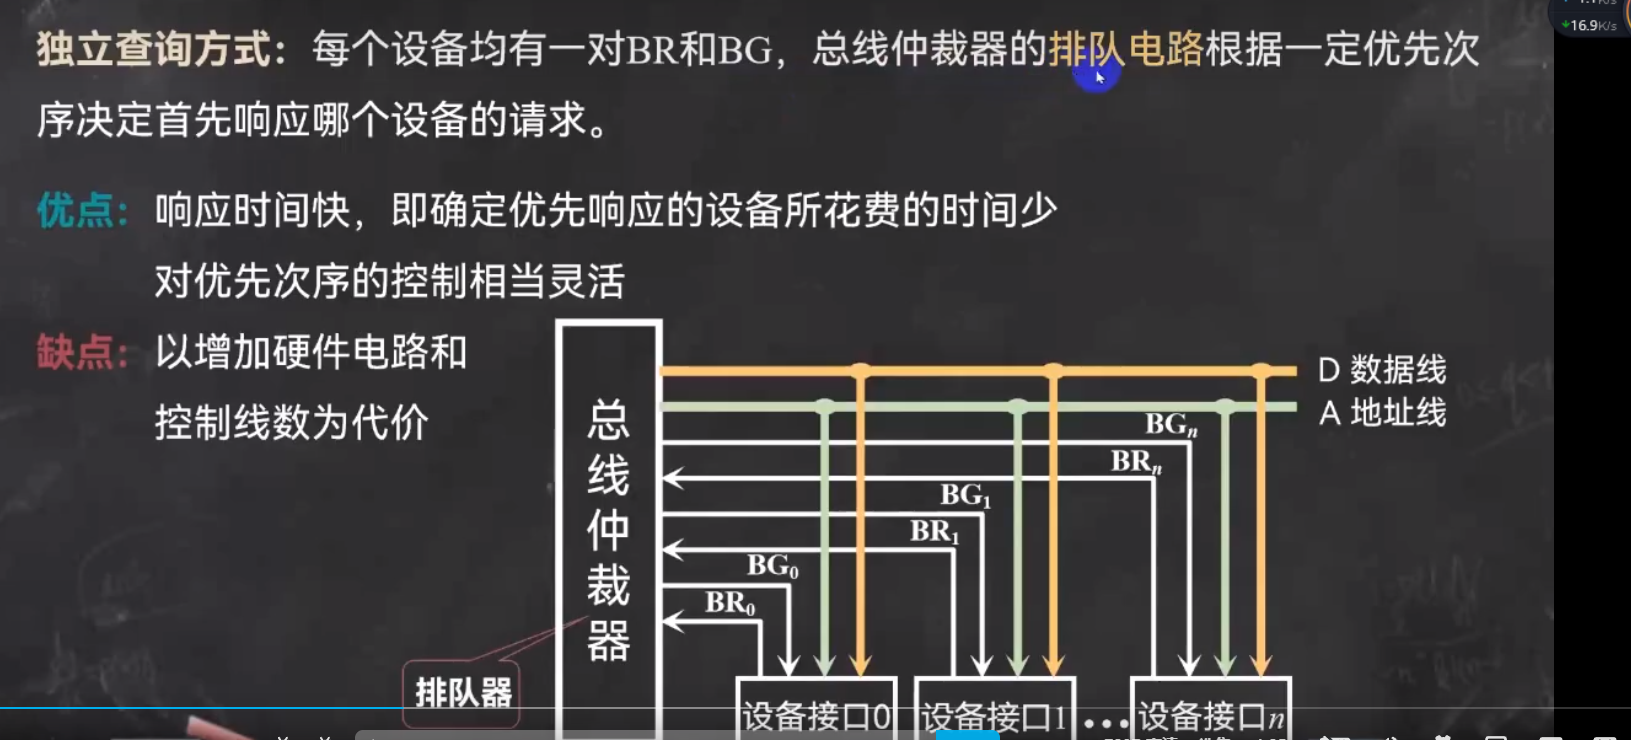 16.9K/s
独立查询方式：每个设备均有一对BR和BG，总线仲裁器的排队电路根据一定优先次
序决定首先响应哪个设备的请求。
优点：响应时间快，即确定优先响应的设备所花费的时间少
对优先次序的控制相当灵活
缺点：以增加硬件电路和
控制线数为代价
D 数据线
A 地址线
BGn
BRn
BG1
BR1
BG0
BR0
总线仲裁器
排队器
设备接口0
设备接口1
...
设备接口n